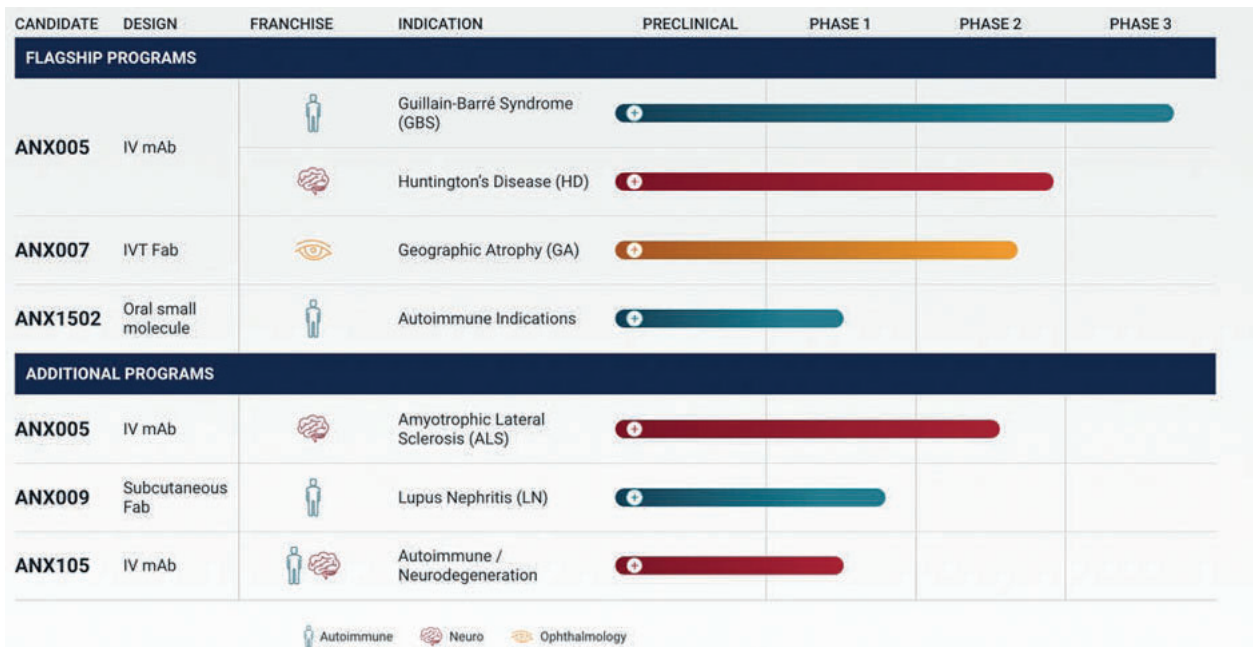 CANDIDATE DESIGN FRANCHISE INDICATION PRECLINICAL PHASE 1 PHASE 2 PHASE 3
FLAGSHIP PROGRAMS
ANX005 IV mAb
Guillain-Barré Syndrome
(GBS)
Huntington's Disease (HD)
ANX007 IVT Fab Geographic Atrophy (GA)
ANX1502
Oral small
molecule
Autoimmune Indications
ADDITIONAL PROGRAMS
ANX005 IV mAb
Amyotrophic Lateral
Sclerosis (ALS)
ANX009
Subcutaneous
Fab
Lupus Nephritis (LN)
ANX105 IV mAb
Autoimmune /
Neurodegeneration
Autoimmune Neuro Ophthalmology